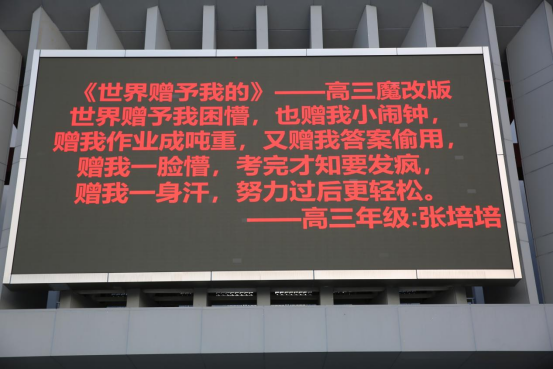 《世界赠予我的》——高三魔改版
世界赠予我困懵，也赠我小闹钟，
赠我作业成吨重，又赠我答案偷用，
赠我一脸懵，考完才知要发疯，
赠我一身汗，努力过后更轻松。
——高三年级:张培培